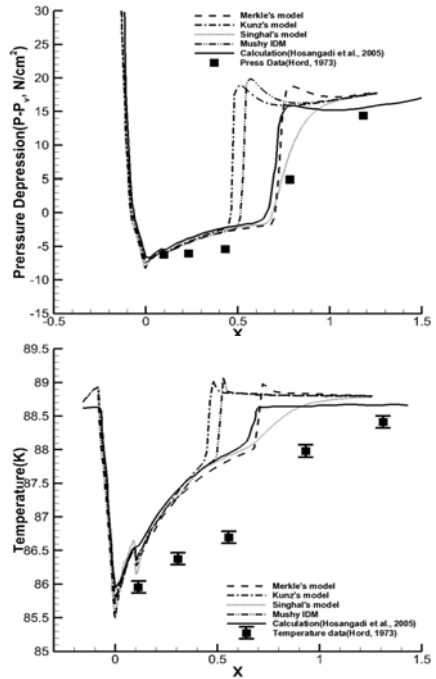 30
25
20
15
10
5
0
-5
-10
-15
-0.5
0
0.5
1
1.5
X
Prerssure Depression(P-Pv, N/cm²)
Merkle's model
Kunz's model
Singhal's model
Mushy IDM
Calculation(Hosangadi et al., 2005)
Press Data(Hord, 1973)
89.5
89
88.5
88
87.5
87
86.5
86
85.5
85
0
0.5
1
1.5
X
Temperature(K)
Merkle's model
Kunz's model
Singhal's model
Mushy IDM
Calculation(Hosangadi et al., 2005)
Temperature data(Hord, 1973)